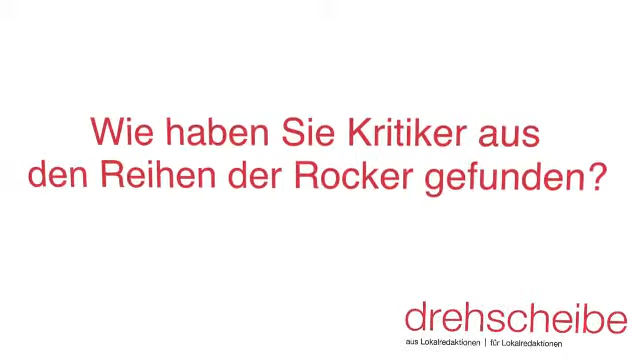 Wie haben Sie Kritiker aus
den Reihen der Rocker gefunden?
drehscheibe
aus Lokalredaktionen | für Lokalredaktionen